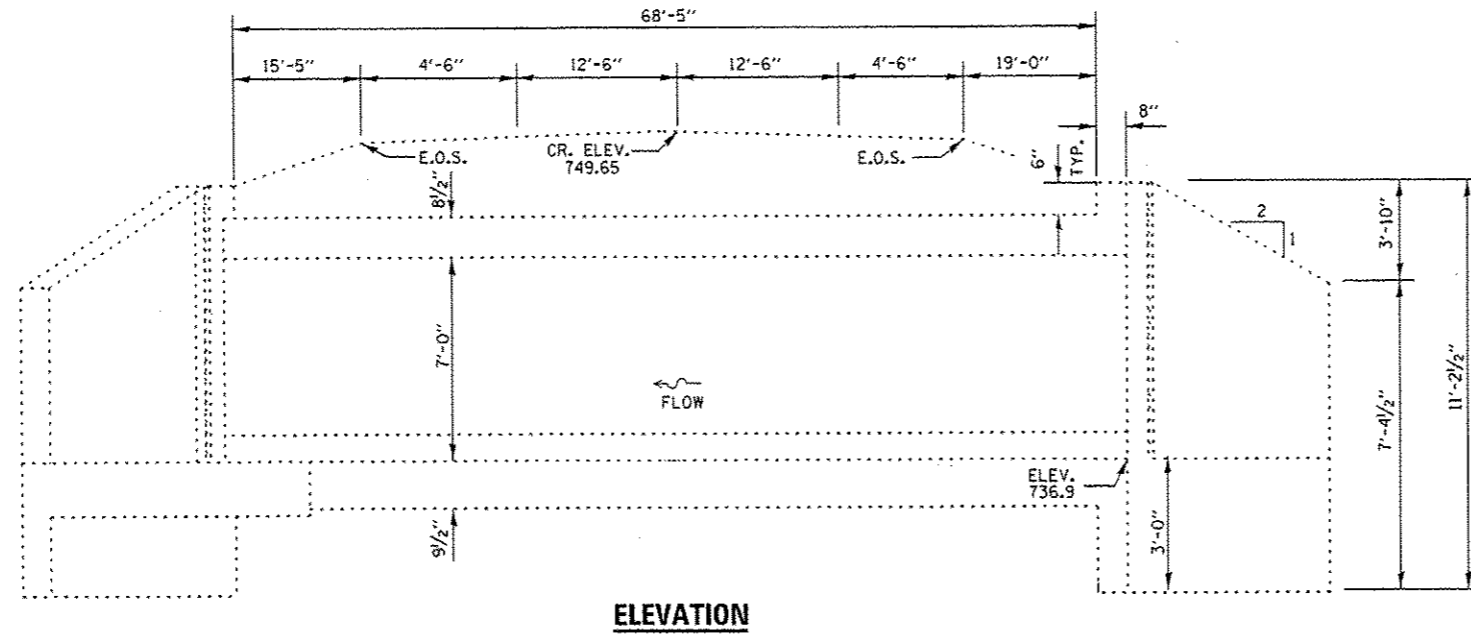 68'-5"
15'-5"
4'-6"
12'-6"
12'-6"
4'-6"
19'-0"
8"
E.O.S.
CR. ELEV.
749.65
E.O.S.
6"
TYP.
8½"
2
1
3'-10"
7'-0"
FLOW
7'-4½"
11'-2½"
ELEV.
736.9
9½"
3'-0"
ELEVATION